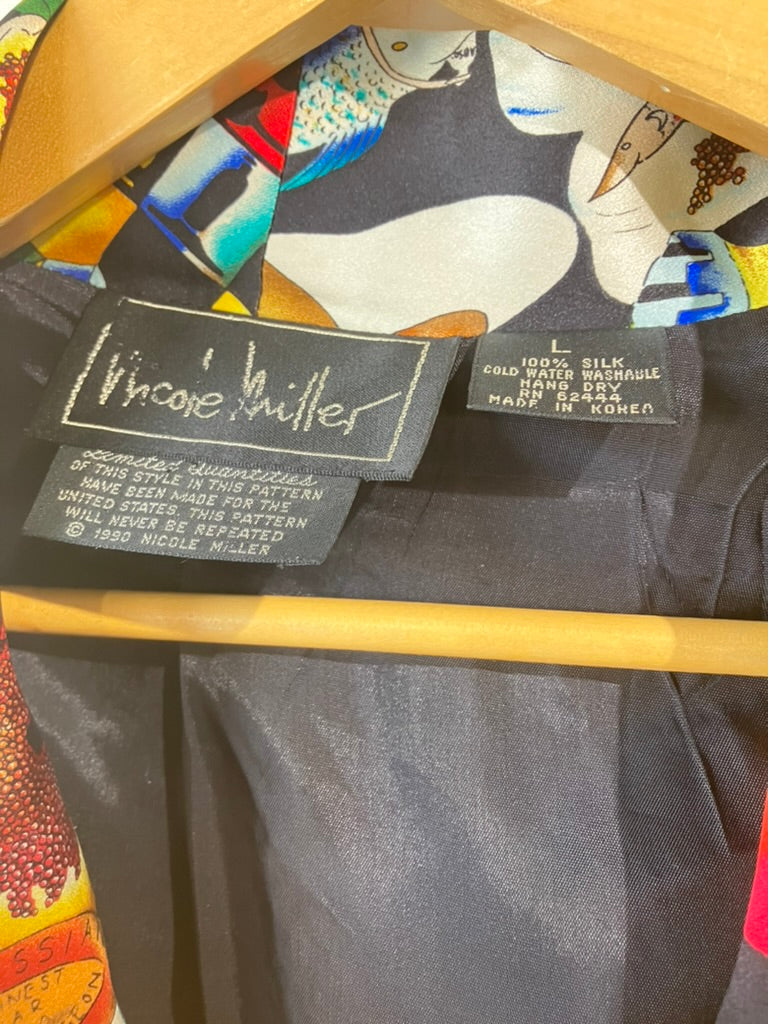 Nicole Miller
Limited Quantities
OF THIS STYLE IN THIS PATTERN
HAVE BEEN MADE FOR THE
UNITED STATES. THIS PATTERN
WILL NEVER BE REPEATED
© 1990 NICOLE MILLER
L
100% SILK
COLD WATER WASHABLE
HANG DRY
RN 62444
MADE IN KOREA
SSIA
NEST